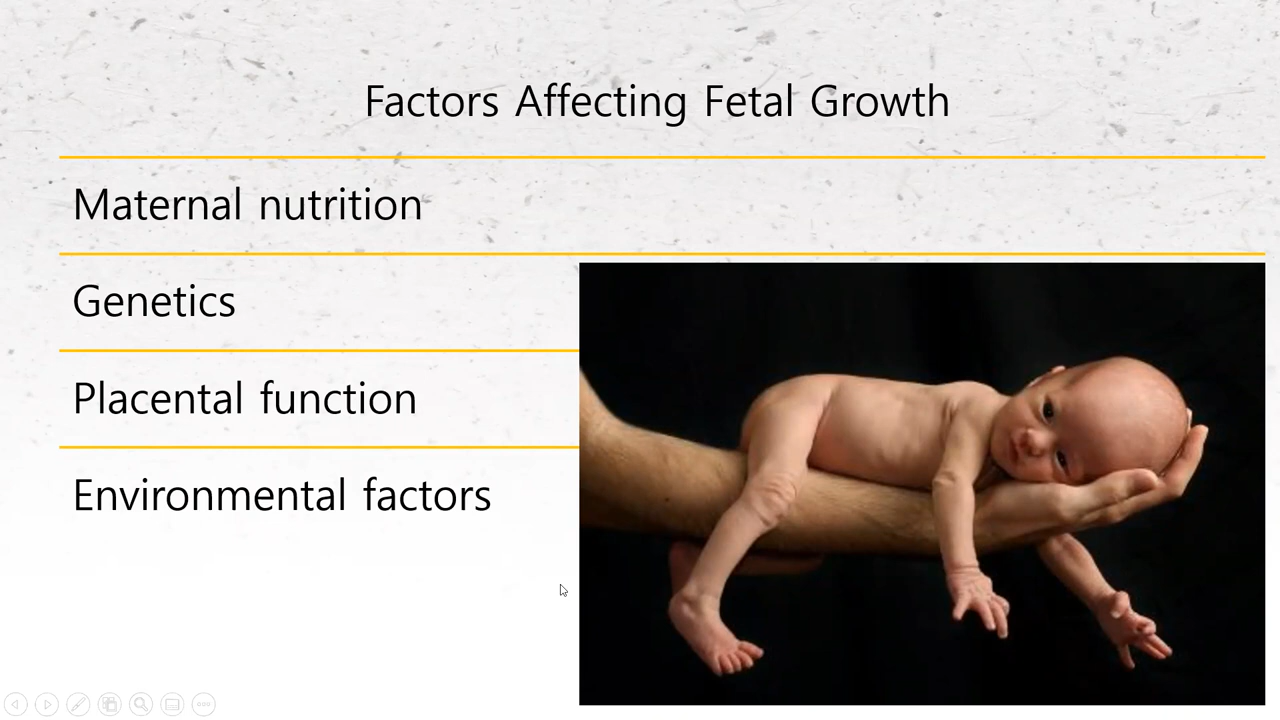 Factors Affecting Fetal Growth
Maternal nutrition
Genetics
Placental function
Environmental factors